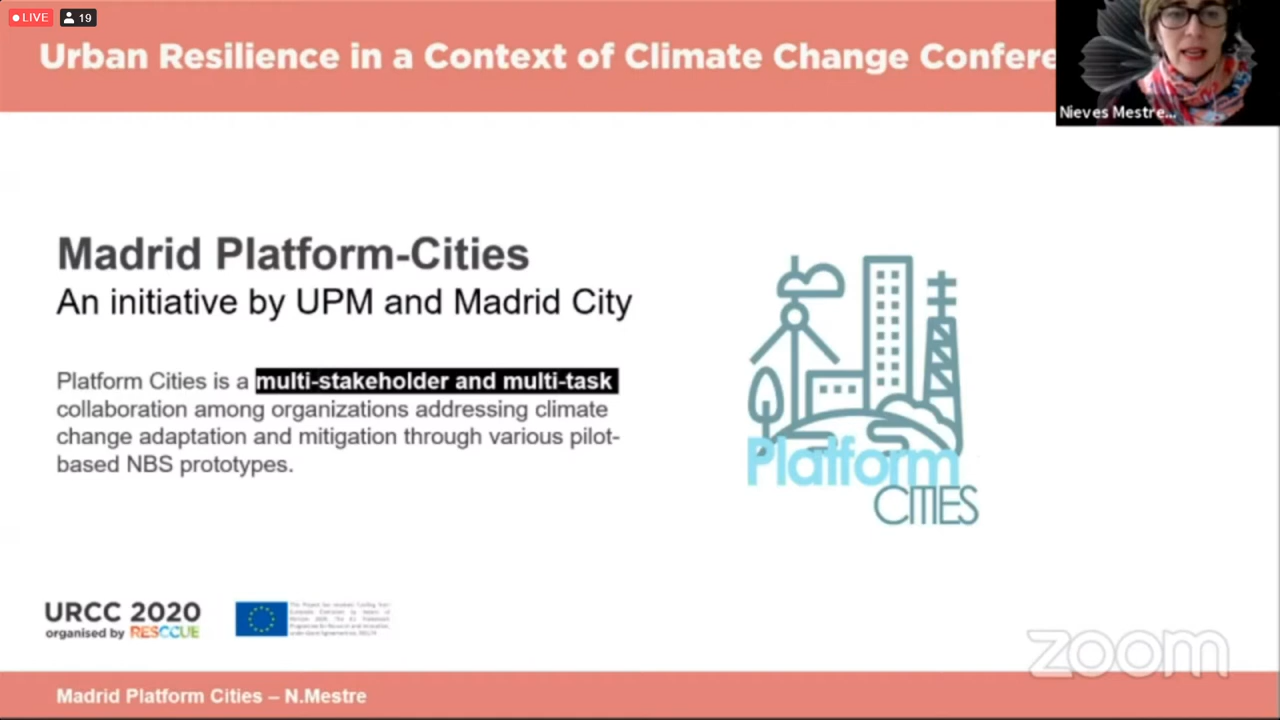 LIVE
19
Urban Resilience in a Context of Climate Change Confere
Nieves Mestre...
Madrid Platform-Cities
An initiative by UPM and Madrid City
Platform Cities is a multi-stakeholder and multi-task
collaboration among organizations addressing climate
change adaptation and mitigation through various pilot-
based NBS prototypes.
Platform
CITIES
URCC 2020
organised by RESCCUE
zoom
Madrid Platform Cities – N.Mestre